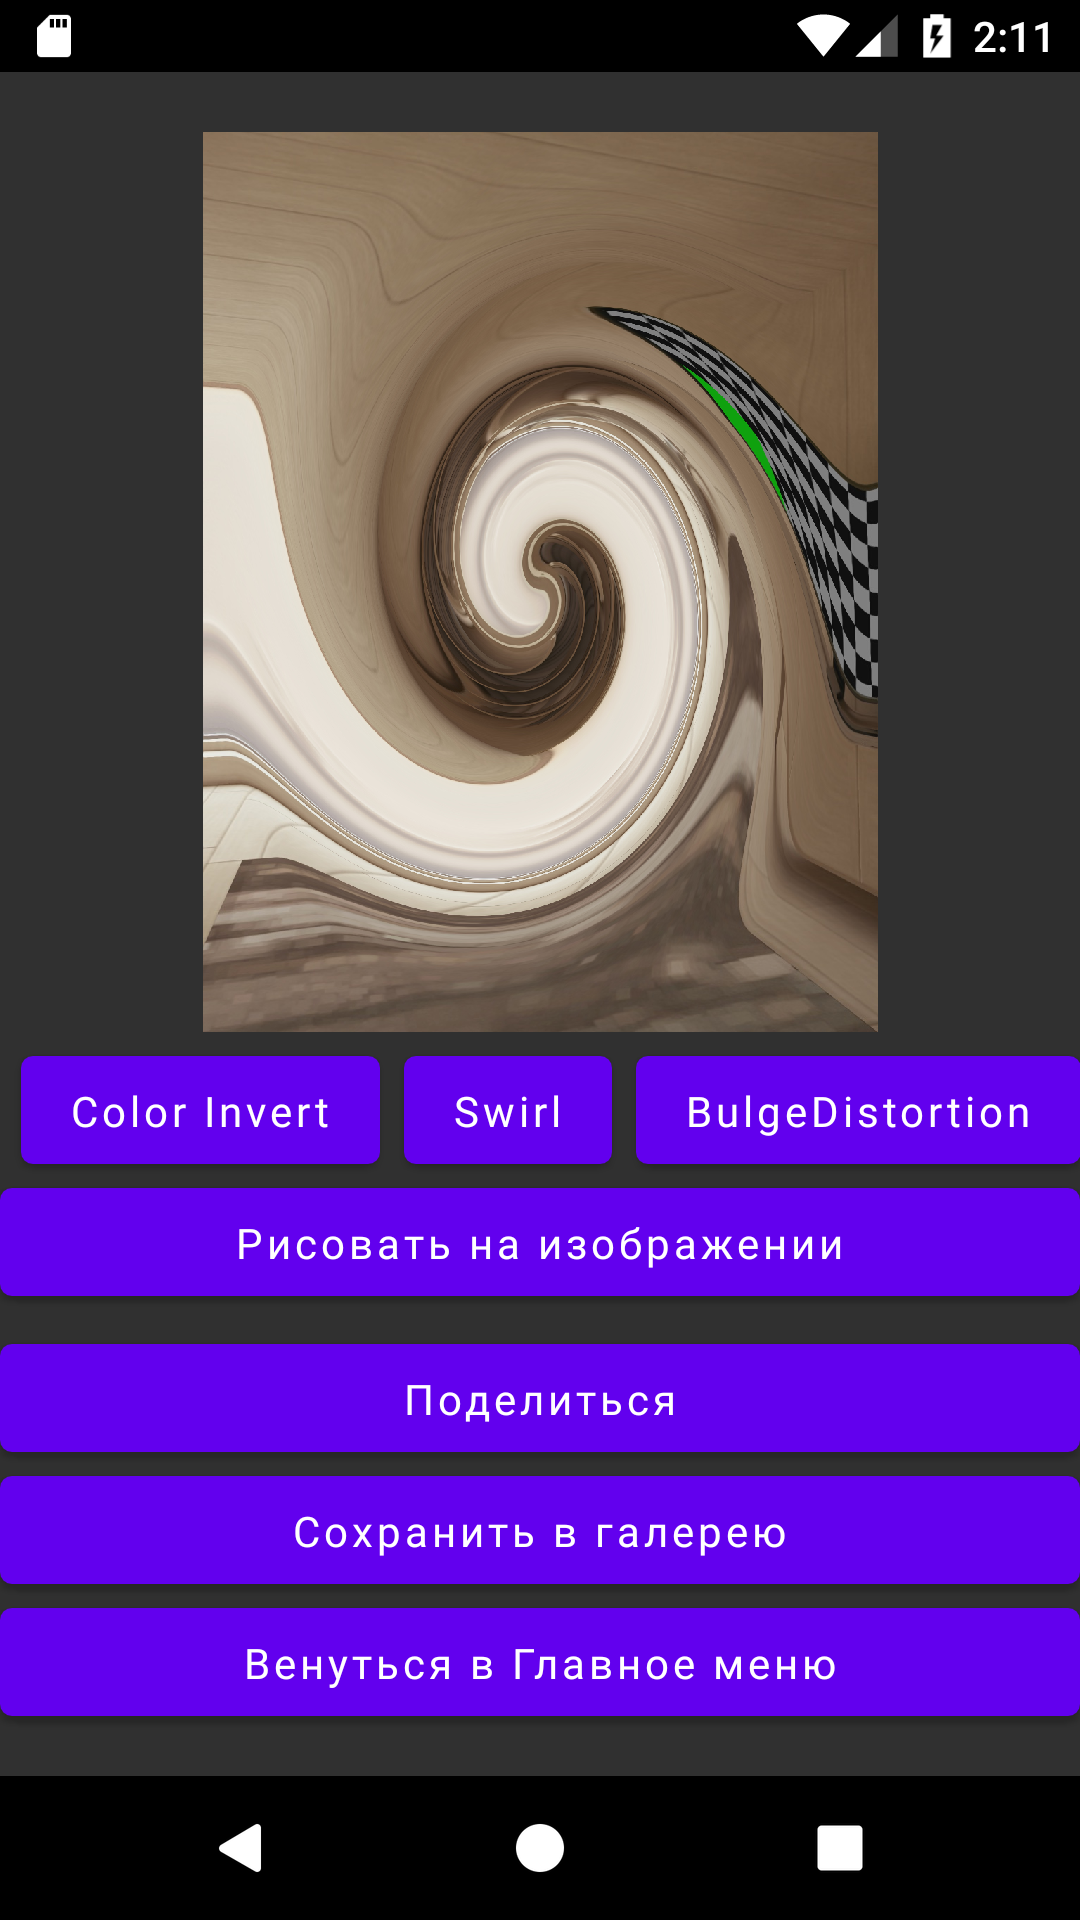 2:11
Color Invert
Swirl
BulgeDistortion
Рисовать на изображении
Поделиться
Сохранить в галерею
Венуться в Главное меню